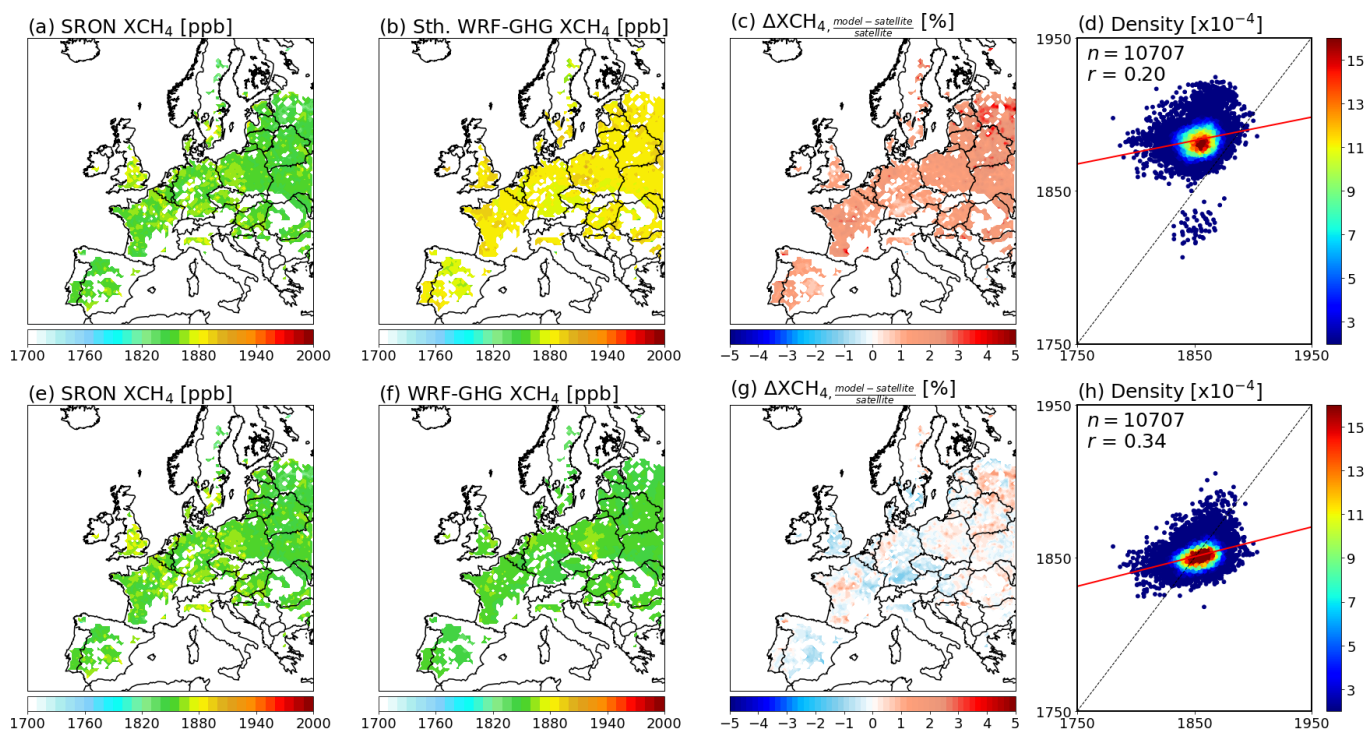 (a) SRON XCH₄ [ppb]
(b) Sth. WRF-GHG XCH₄ [ppb]
(c) ΔXCH₄, model−satellite/satellite [%]
(d) Density [x10⁻⁴]
1700 1760 1820 1880 1940 2000
1700 1760 1820 1880 1940 2000
−5 −4 −3 −2 −1 0 1 2 3 4 5
1950
1850
1750
n = 10707
r = 0.20
1750 1850 1950
15
13
11
9
7
5
3
(e) SRON XCH₄ [ppb]
(f) WRF-GHG XCH₄ [ppb]
(g) ΔXCH₄, model−satellite/satellite [%]
(h) Density [x10⁻⁴]
1700 1760 1820 1880 1940 2000
1700 1760 1820 1880 1940 2000
−5 −4 −3 −2 −1 0 1 2 3 4 5
1950
1850
1750
n = 10707
r = 0.34
1750 1850 1950
15
13
11
9
7
5
3